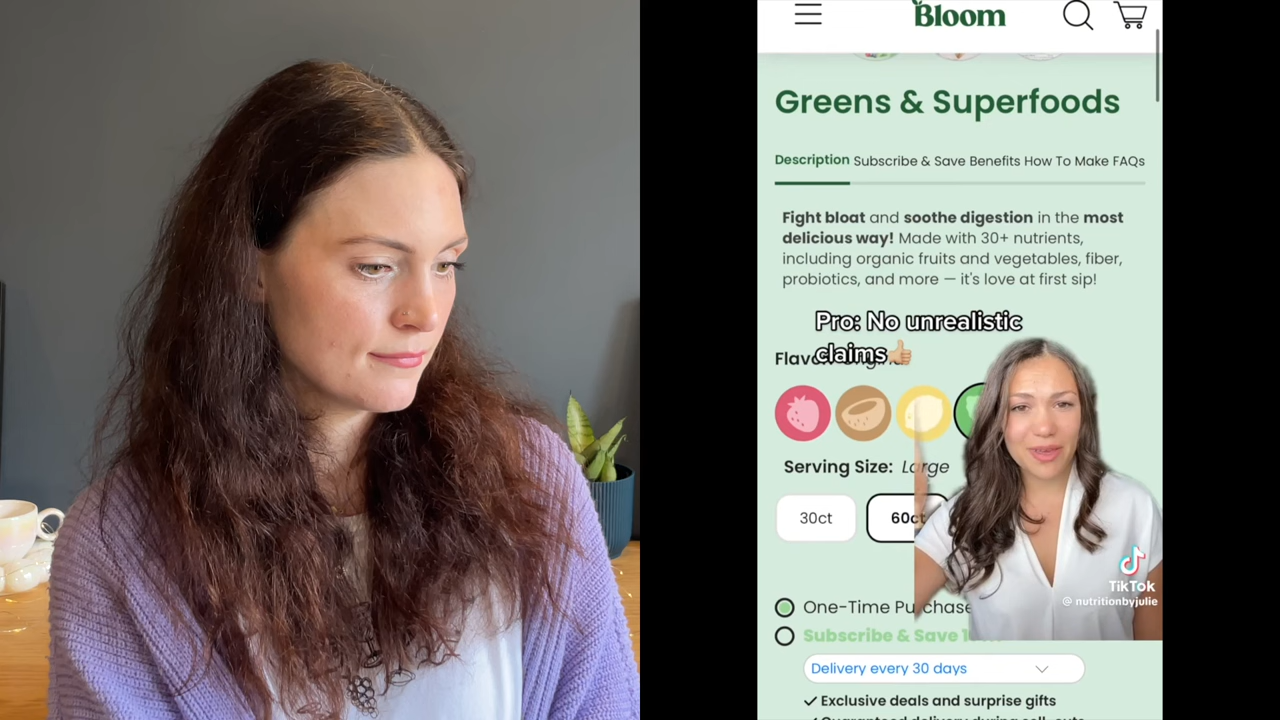 Bloom
Greens & Superfoods
Description Subscribe & Save Benefits How To Make FAQs
Fight bloat and soothe digestion in the most
delicious way! Made with 30+ nutrients,
including organic fruits and vegetables, fiber,
probiotics, and more — it's love at first sip!
Pro: No unrealistic
claims👍🏼
Serving Size: Large
30ct
60ct
One-Time Purchase
Subscribe & Save
Delivery every 30 days
✓ Exclusive deals and surprise gifts
TikTok
@ nutritionbyjulie